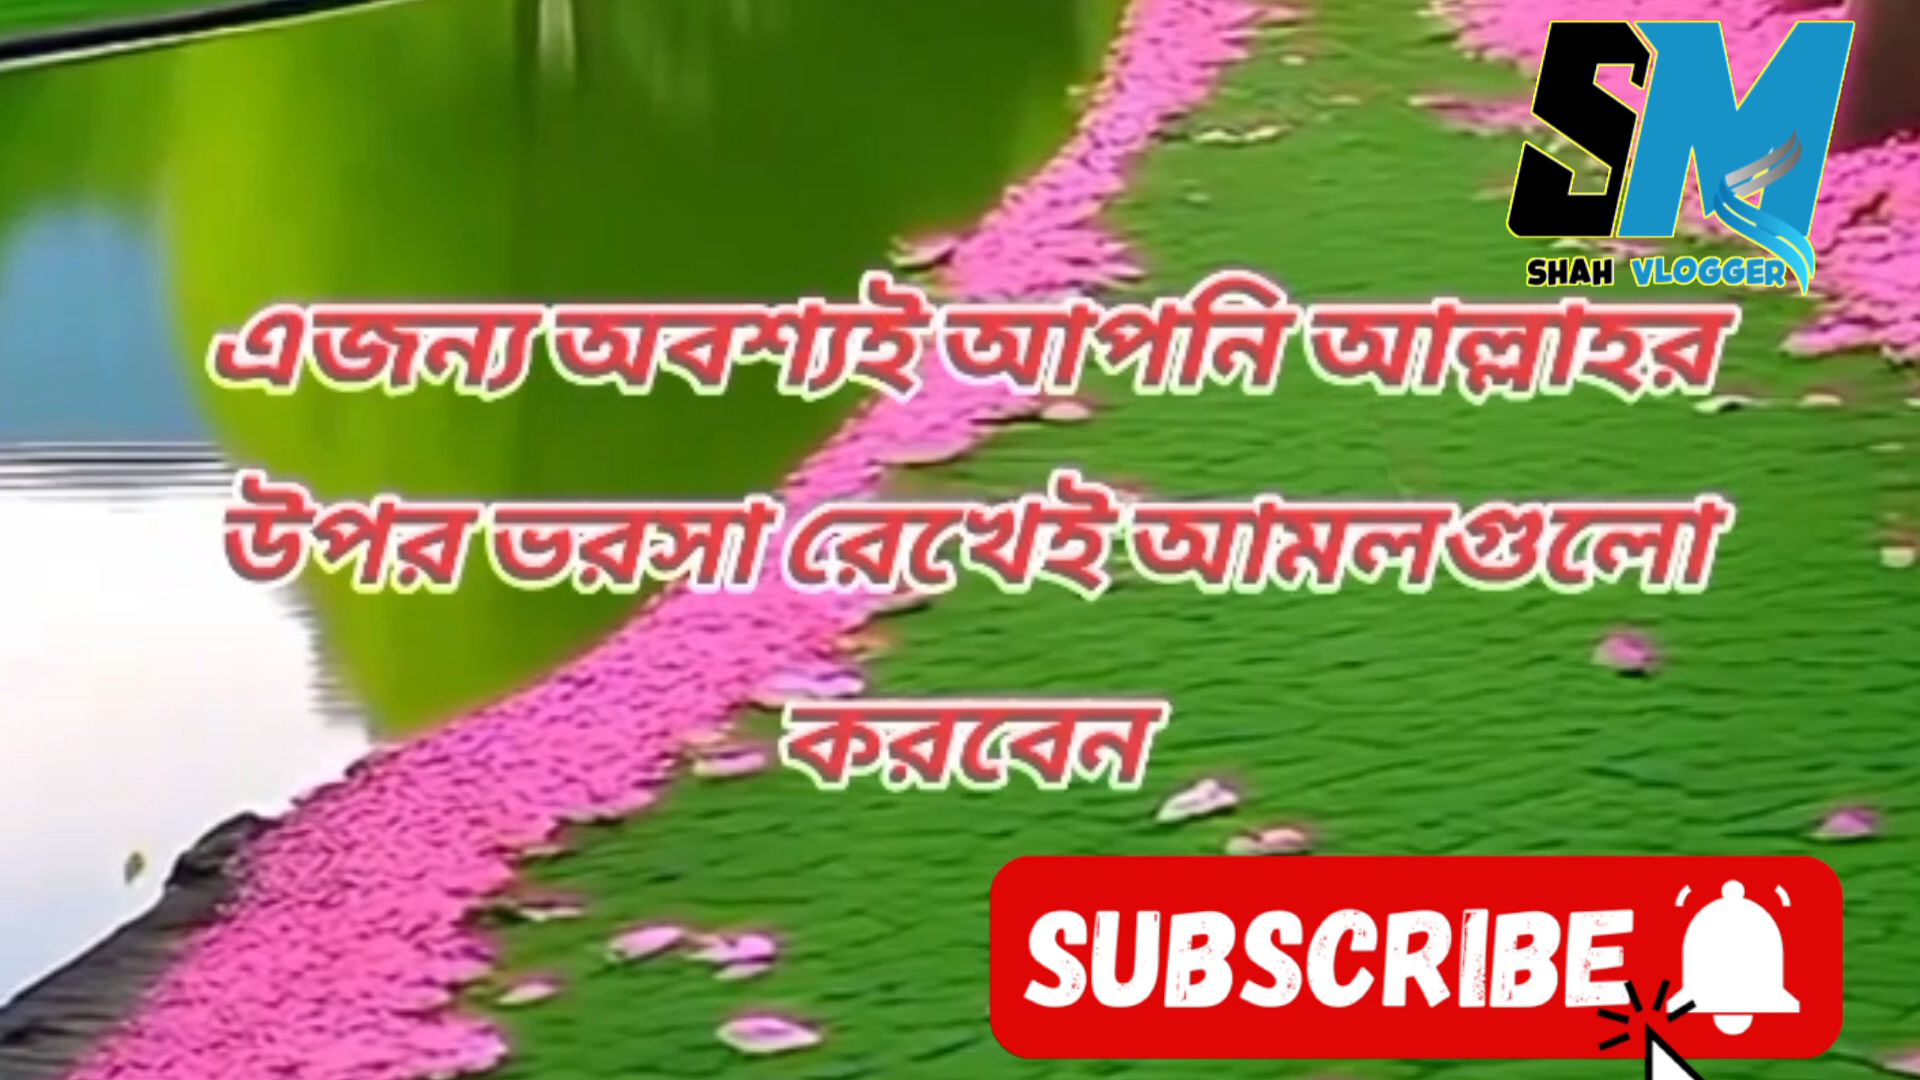 SM
SHAH VLOGGER
এজন্য অবশ্যই আপনি আল্লাহর
উপর ভরসা রেখেই আমলগুলো
করবেন
SUBSCRIBE